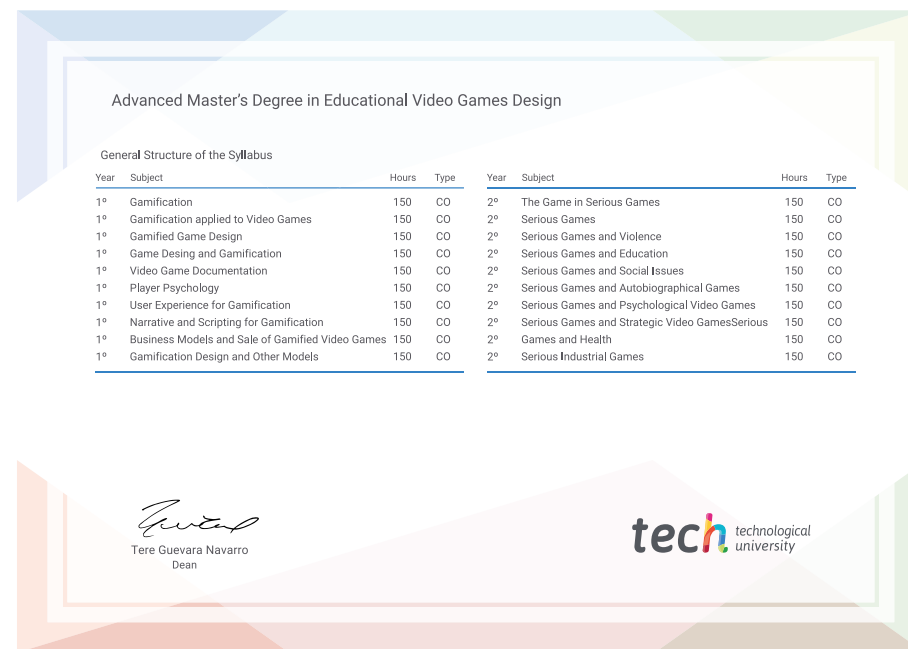 Advanced Master's Degree in Educational Video Games Design
General Structure of the Syllabus
Year Subject Hours Type
1º Gamification 150 CO
1º Gamification applied to Video Games 150 CO
1º Gamified Game Design 150 CO
1º Game Desing and Gamification 150 CO
1º Video Game Documentation 150 CO
1º Player Psychology 150 CO
1º User Experience for Gamification 150 CO
1º Narrative and Scripting for Gamification 150 CO
1º Business Models and Sale of Gamified Video Games 150 CO
1º Gamification Design and Other Models 150 CO
Year Subject Hours Type
2º The Game in Serious Games 150 CO
2º Serious Games 150 CO
2º Serious Games and Violence 150 CO
2º Serious Games and Education 150 CO
2º Serious Games and Social Issues 150 CO
2º Serious Games and Autobiographical Games 150 CO
2º Serious Games and Psychological Video Games 150 CO
2º Serious Games and Strategic Video GamesSerious 150 CO
2º Games and Health 150 CO
2º Serious Industrial Games 150 CO
Tere Guevara Navarro
Dean
tech technological
university